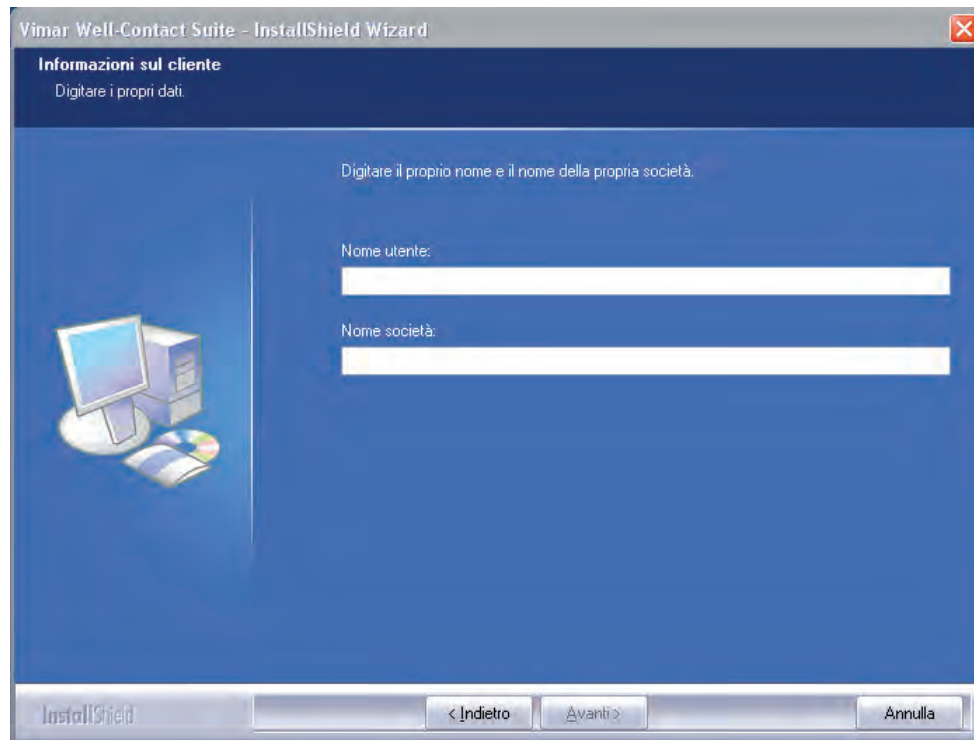 Vimar Well-Contact Suite - InstallShield Wizard
Informazioni sul cliente
Digitare i propri dati.
Digitare il proprio nome e il nome della propria società.
Nome utente:
Nome società:
InstallShield
< Indietro
Avanti >
Annulla